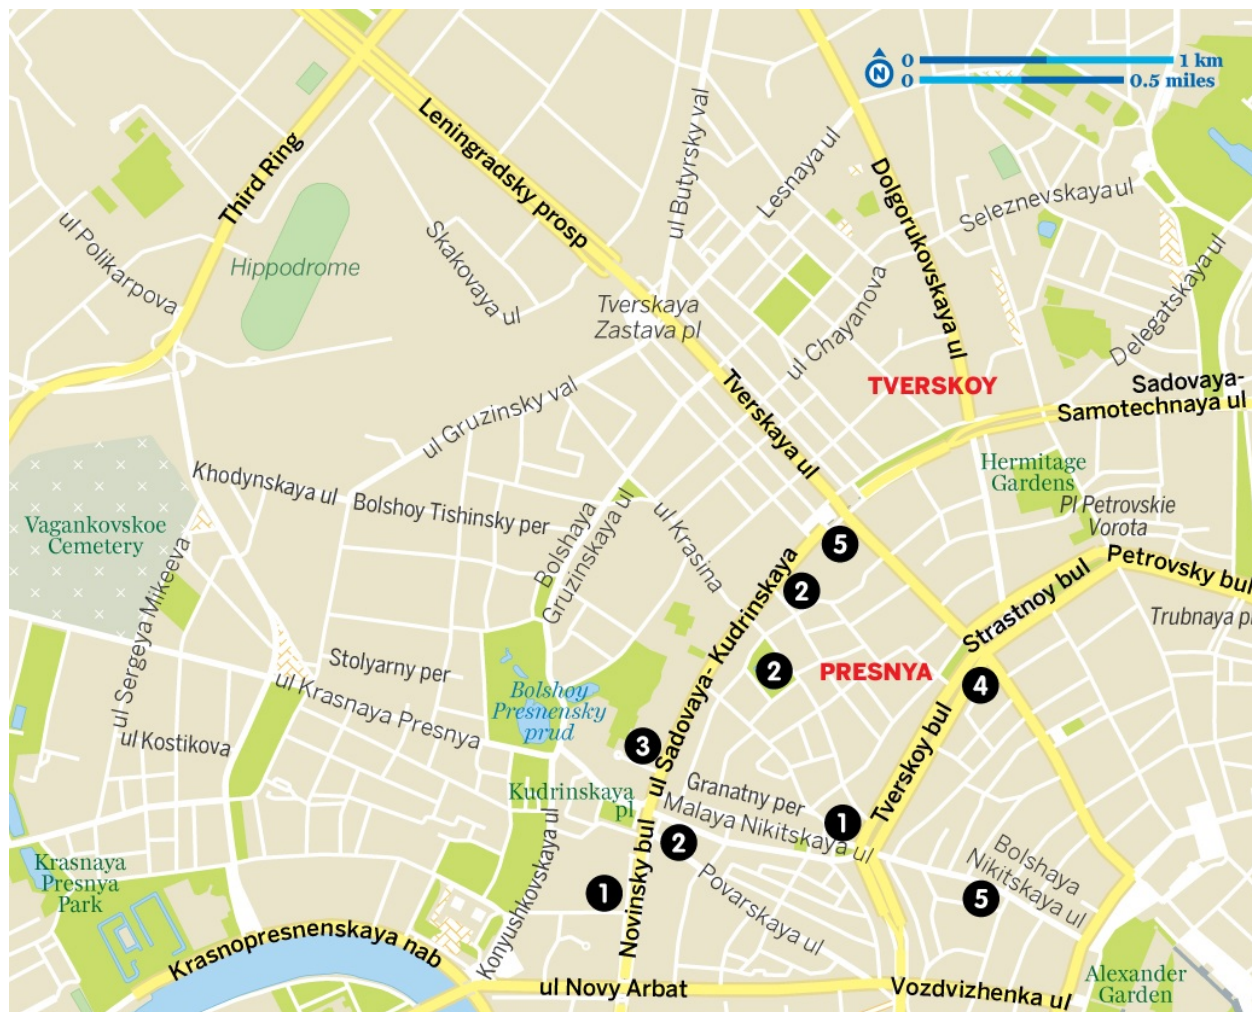 0 1 km
N
0 0.5 miles
Leningradsky prosp
Third Ring
ul Butyrsky val
Lesnaya ul
Dolgorukovskaya ul
Seleznevskaya ul
ul Polikarpova
Hippodrome
Skakovaya ul
Tverskaya
Zastava pl
ul Chayanova
Delegatskaya ul
TVERSKOY
Sadovaya-
Samotechnaya ul
Tverskaya ul
ul Gruzinsky val
Khodynskaya ul
Bolshoy Tishinsky per
Hermitage
Gardens
Pl Petrovskie
Vorota
Vagankovskoe
Cemetery
Bolshaya
Gruzinskaya ul
ul Krasina
5
2
Strastnoy bul
Petrovsky bul
Trubnaya pl
ul Sergeya Mikeeva
Stolyarny per
ul Krasnaya Presnya
ul Kostikova
Bolshoy
Presnensky
prud
ul Sadovaya-Kudrinskaya
2
PRESNYA
4
3
Tverskoy bul
Granatny per
Malaya Nikitskaya ul
1
Kudrinskaya
pl
2
Novinsky bul
1
Povarskaya ul
Bolshaya
Nikitskaya ul
5
Konyushkovskaya ul
Krasnaya
Presnya
Park
Krasnopresnenskaya nab
ul Novy Arbat
Vozdvizhenka ul
Alexander
Garden